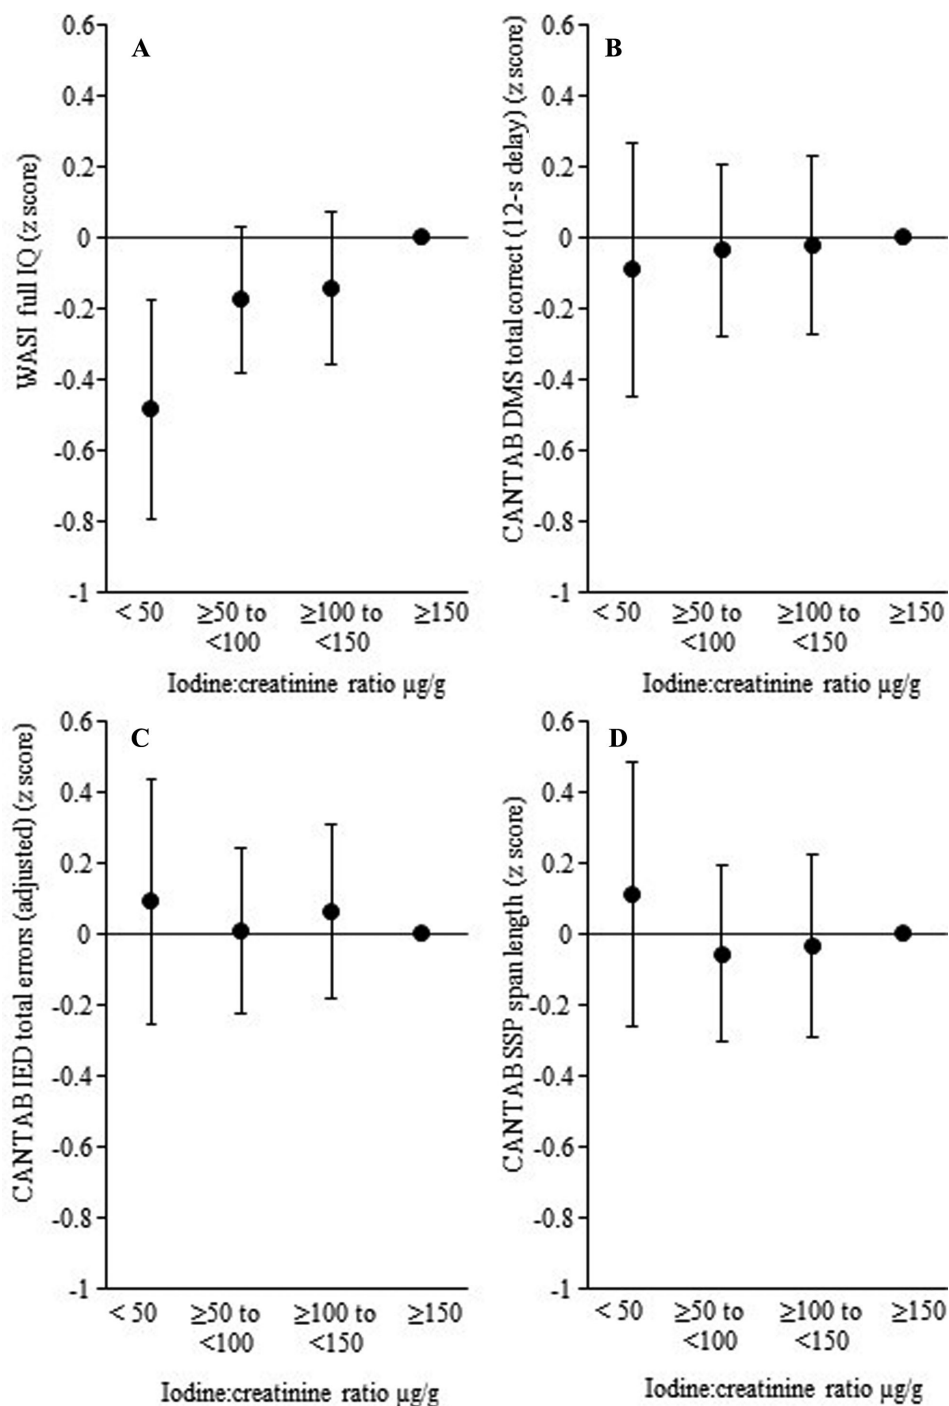 A
WASI full IQ (z score)
0.6
0.4
0.2
0
-0.2
-0.4
-0.6
-0.8
-1
< 50
≥50 to
<100
≥100 to
<150
≥150
Iodine:creatinine ratio µg/g
B
CANTAB DMS total correct (12-s delay) (z score)
0.6
0.4
0.2
0
-0.2
-0.4
-0.6
-0.8
-1
< 50
≥50 to
<100
≥100 to
<150
≥150
Iodine:creatinine ratio µg/g
C
CANTAB IED total errors (adjusted) (z score)
0.6
0.4
0.2
0
-0.2
-0.4
-0.6
-0.8
-1
< 50
≥50 to
<100
≥100 to
<150
≥150
Iodine:creatinine ratio µg/g
D
CANTAB SSP span length (z score)
0.6
0.4
0.2
0
-0.2
-0.4
-0.6
-0.8
-1
< 50
≥50 to
<100
≥100 to
<150
≥150
Iodine:creatinine ratio µg/g